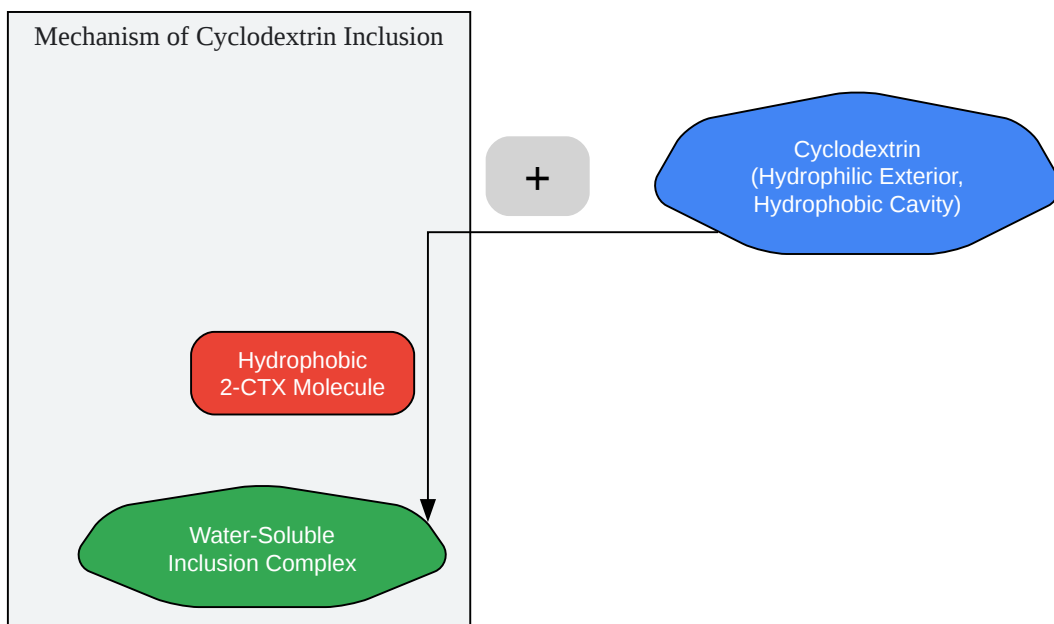 Mechanism of Cyclodextrin Inclusion
Cyclodextrin
(Hydrophilic Exterior,
Hydrophobic Cavity)
+
Hydrophobic
2-CTX Molecule
Water-Soluble
Inclusion Complex